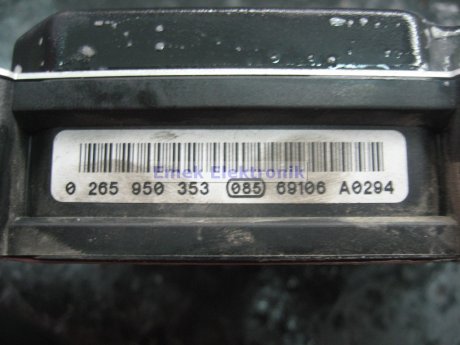 Emek Elektronik
0 265 950 353 085 69106 A0294